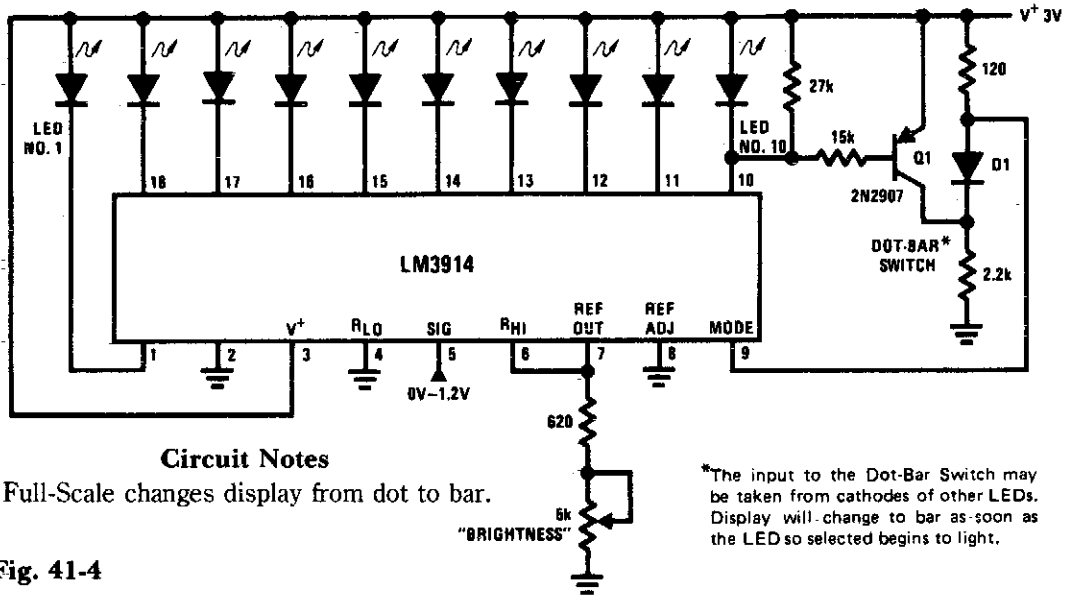 V+ 3V
120
27k
LED
NO. 1
LED
NO. 10
15k
Q1
D1
18 17 16 15 14 13 12 11 10
2N2907
DOT-BAR*
SWITCH
2.2k
LM3914
V+ RLO SIG RHI REF OUT REF ADJ MODE
1 2 3 4 5 6 7 8 9
0V–1.2V
620
Circuit Notes
Full-Scale changes display from dot to bar.
5k
"BRIGHTNESS"
*The input to the Dot-Bar Switch may
be taken from cathodes of other LEDs.
Display will change to bar as soon as
the LED so selected begins to light.
Fig. 41-4